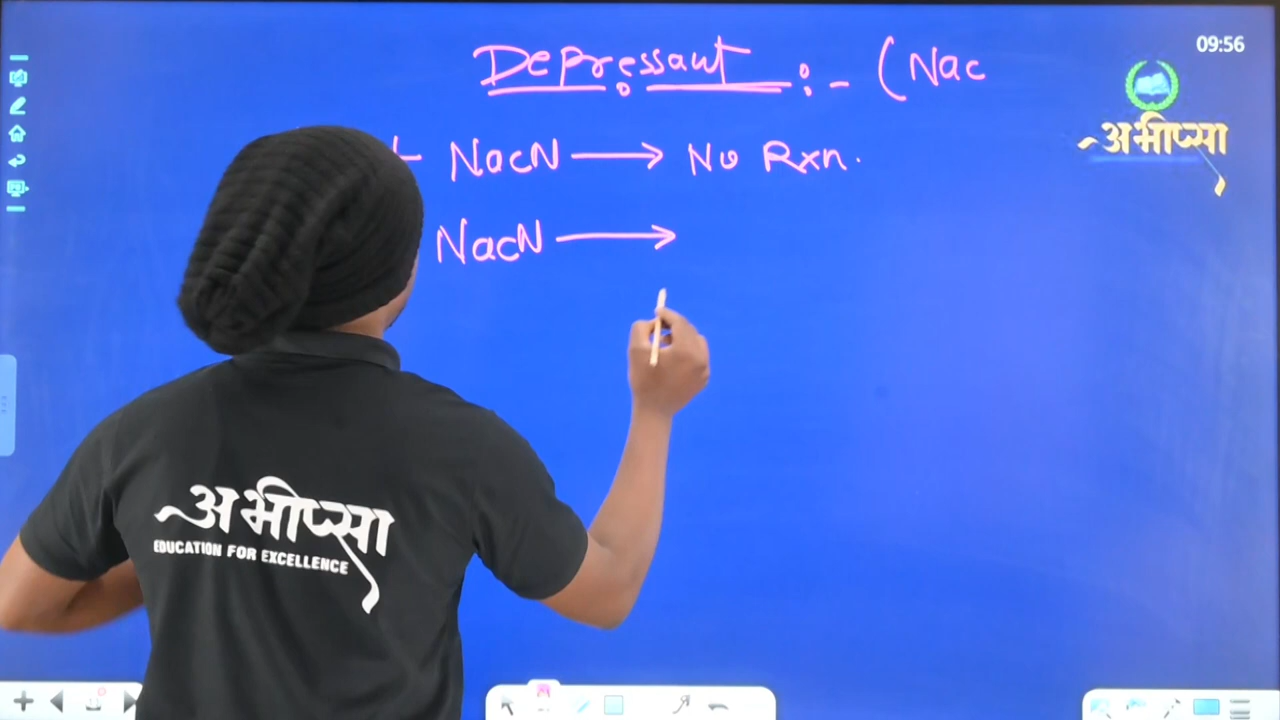 09:56
Depressant :- (Nac
अभीप्सा
+ NacN → No Rxn.
NacN →
अभीप्सा
EDUCATION FOR EXCELLENCE